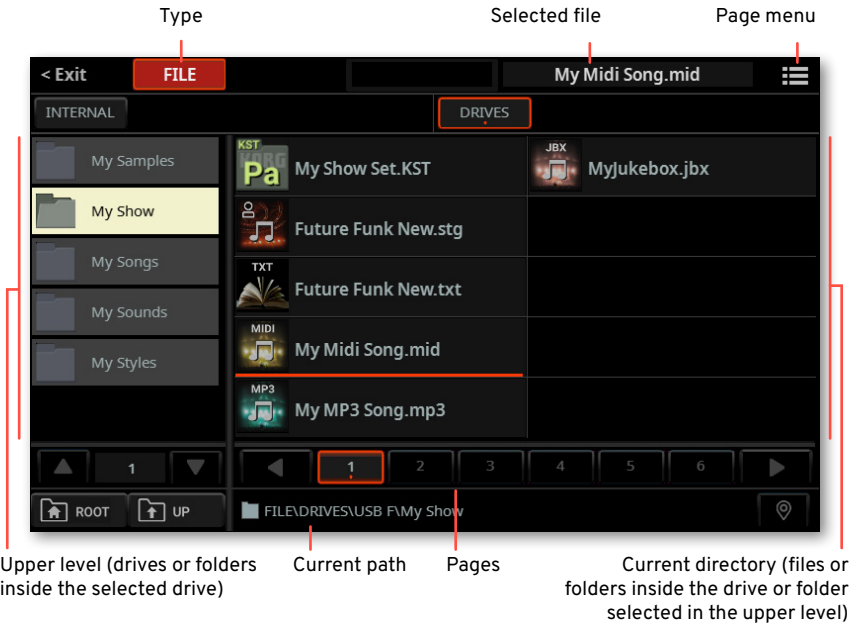 Type
Selected file
Page menu
< Exit
FILE
My Midi Song.mid
INTERNAL
DRIVES
My Samples
My Show
My Songs
My Sounds
My Styles
KST
KORG
Pa
My Show Set.KST
JBX
MyJukebox.jbx
Future Funk New.stg
TXT
Future Funk New.txt
MIDI
My Midi Song.mid
MP3
My MP3 Song.mp3
1
1
2
3
4
5
6
ROOT
UP
FILE\DRIVES\USB F\My Show
Upper level (drives or folders
inside the selected drive)
Current path
Pages
Current directory (files or
folders inside the drive or folder
selected in the upper level)